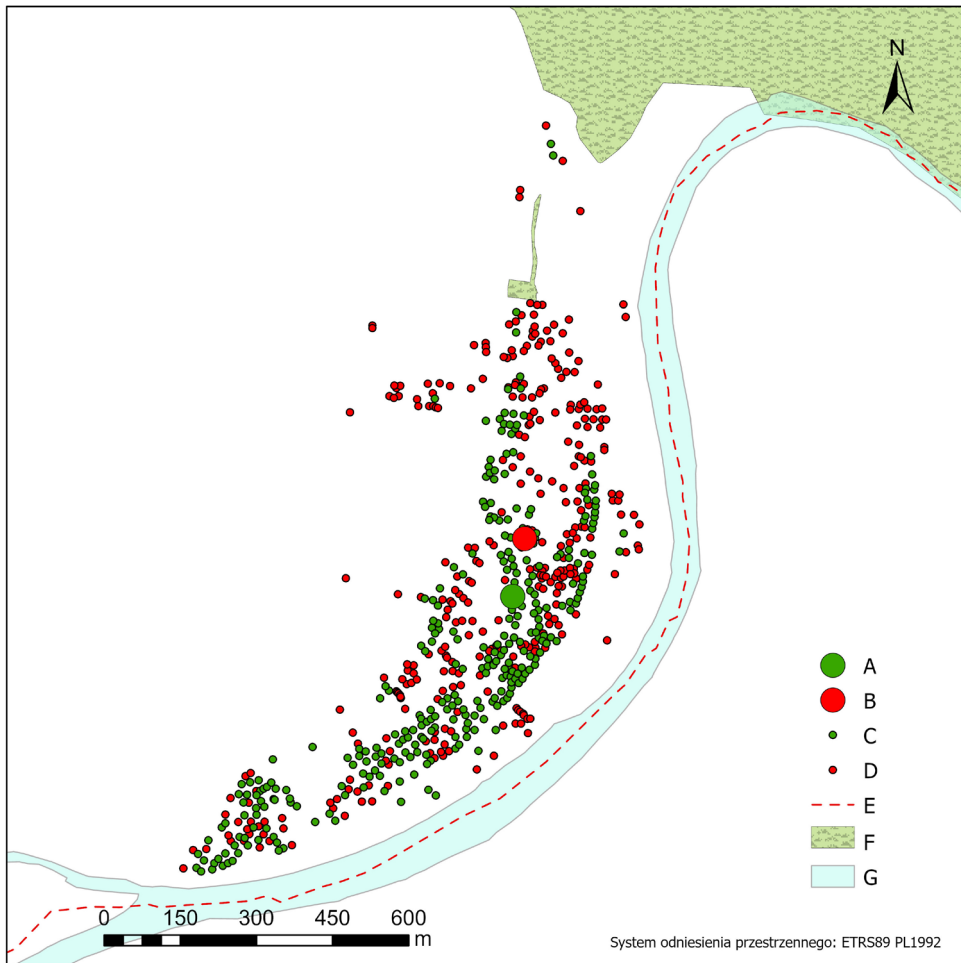 N
A
B
C
D
E
F
G
0 150 300 450 600
m
System odniesienia przestrzennego: ETRS89 PL1992